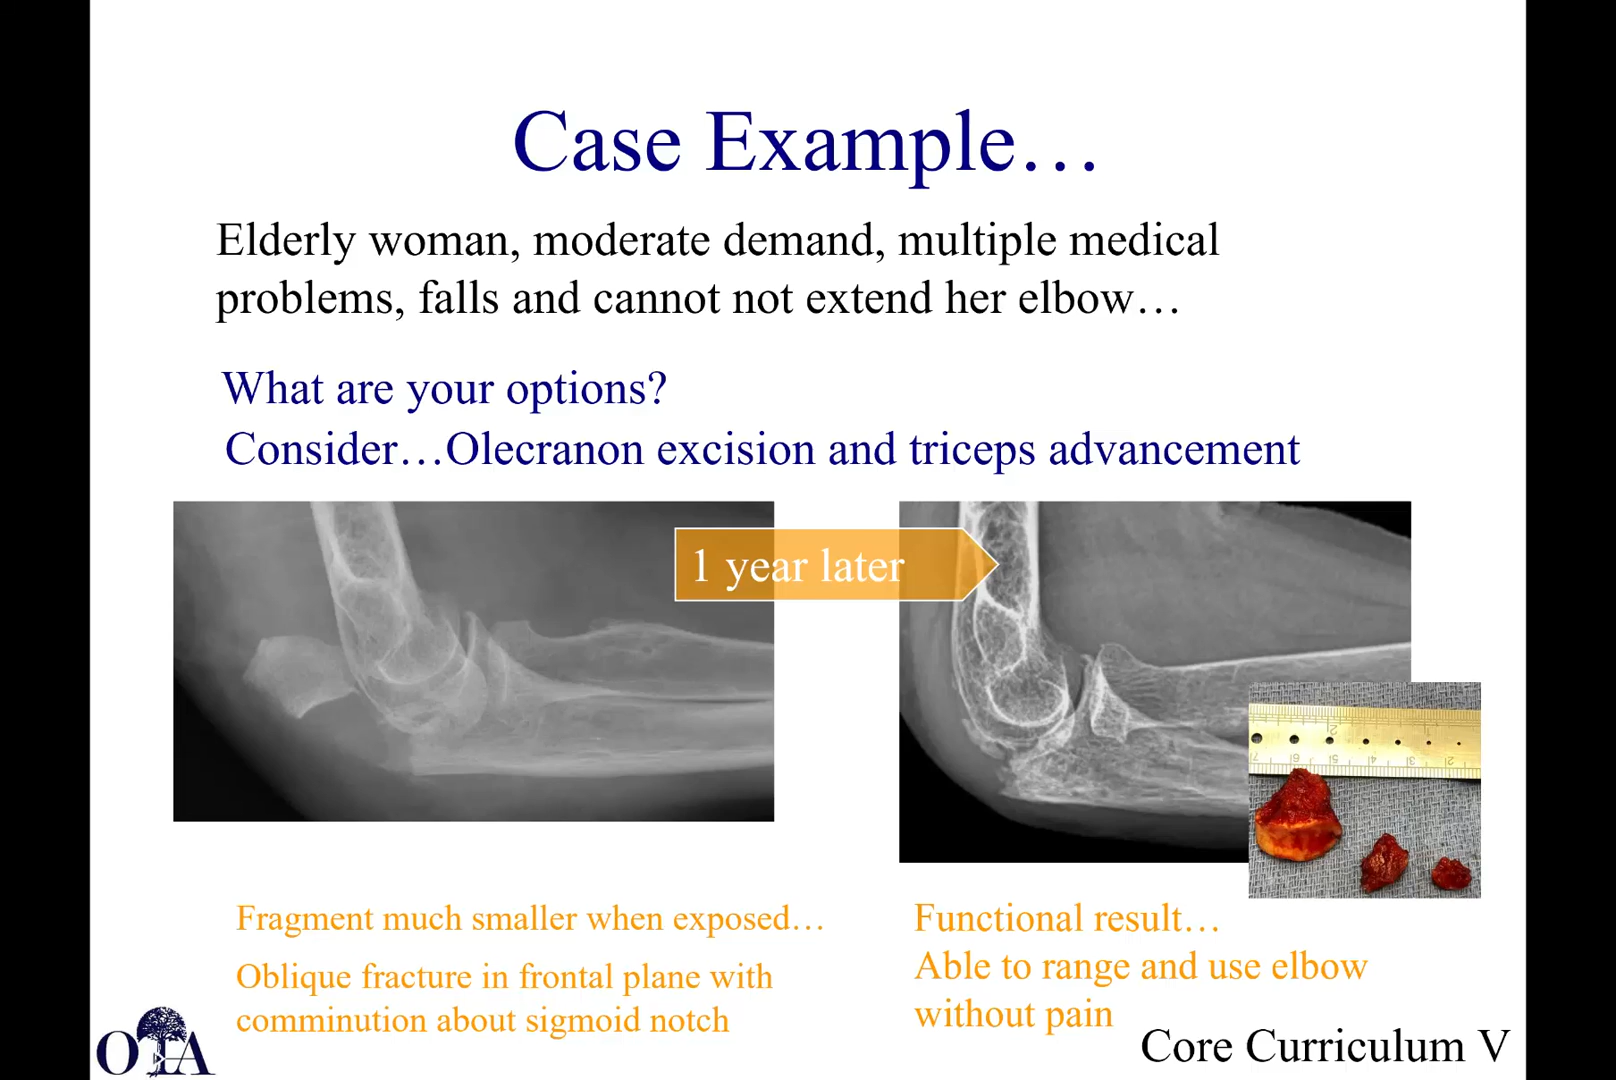 Case Example…
Elderly woman, moderate demand, multiple medical
problems, falls and cannot not extend her elbow…
What are your options?
Consider…Olecranon excision and triceps advancement
1 year later
Fragment much smaller when exposed…
Oblique fracture in frontal plane with
comminution about sigmoid notch
Functional result…
Able to range and use elbow
without pain
OTA
Core Curriculum V